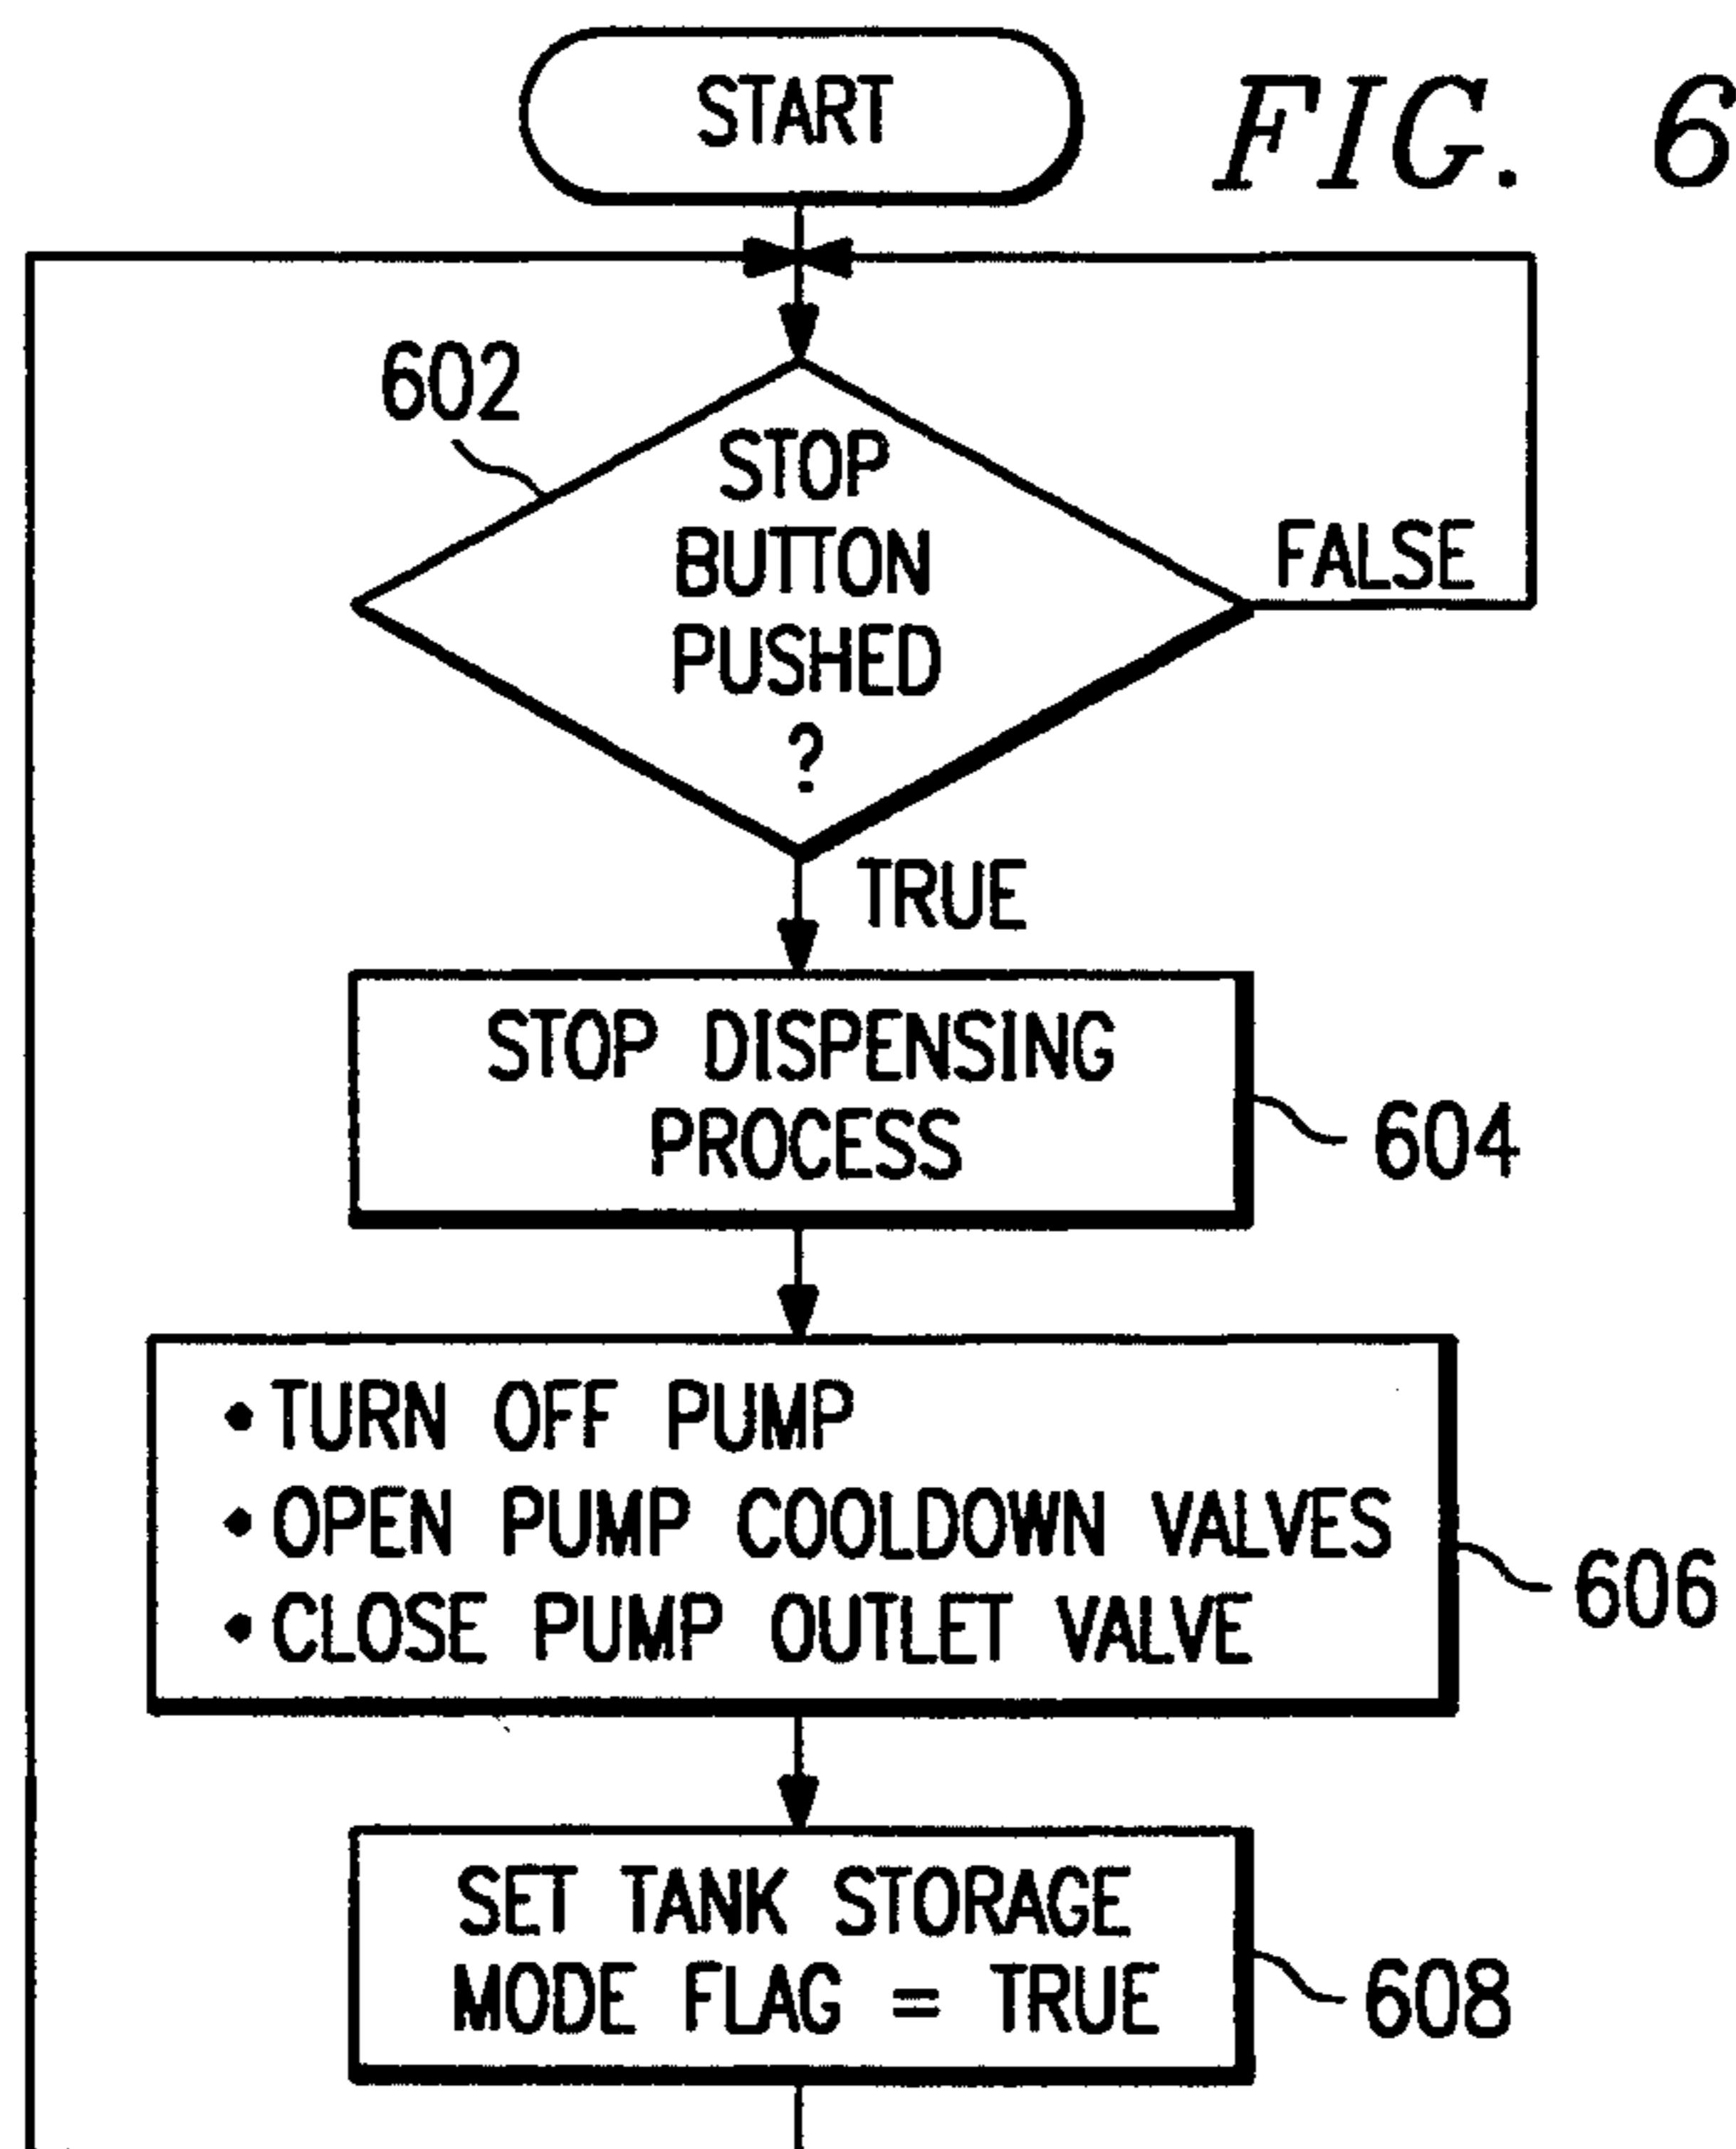 START
FIG. 6
602
STOP
BUTTON
PUSHED
?
FALSE
TRUE
STOP DISPENSING
PROCESS
604
• TURN OFF PUMP
• OPEN PUMP COOLDOWN VALVES
• CLOSE PUMP OUTLET VALVE
606
SET TANK STORAGE
MODE FLAG = TRUE
608